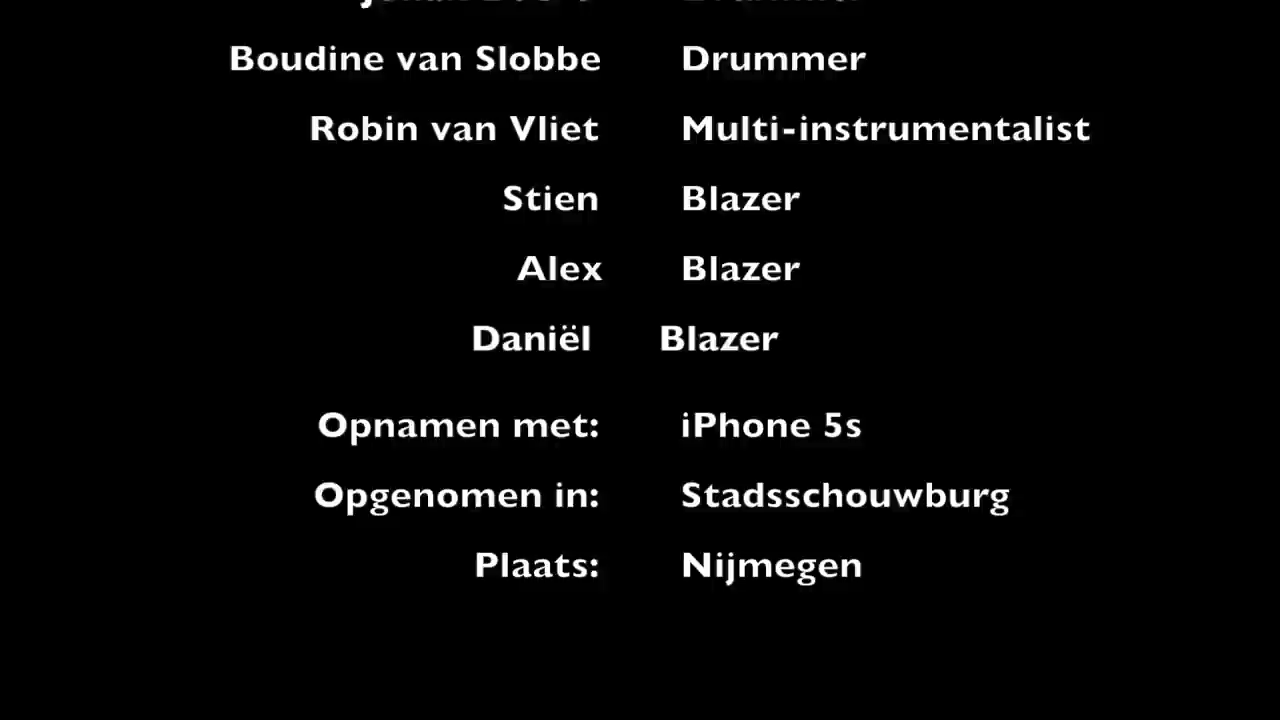 Boudine van Slobbe Drummer
Robin van Vliet Multi-instrumentalist
Stien Blazer
Alex Blazer
Daniël Blazer
Opnamen met: iPhone 5s
Opgenomen in: Stadsschouwburg
Plaats: Nijmegen